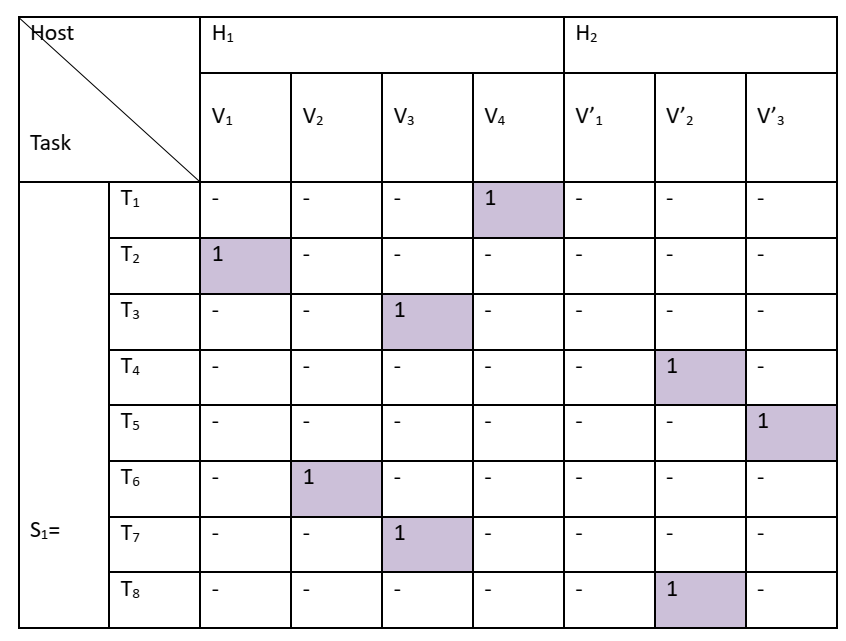 Host H₁ H₂
Task V₁ V₂ V₃ V₄ V’₁ V’₂ V’₃
T₁ - - - 1 - - -
T₂ 1 - - - - - -
T₃ - - 1 - - - -
T₄ - - - - - 1 -
T₅ - - - - - - 1
T₆ - 1 - - - - -
S₁= T₇ - - 1 - - - -
T₈ - - - - - 1 -